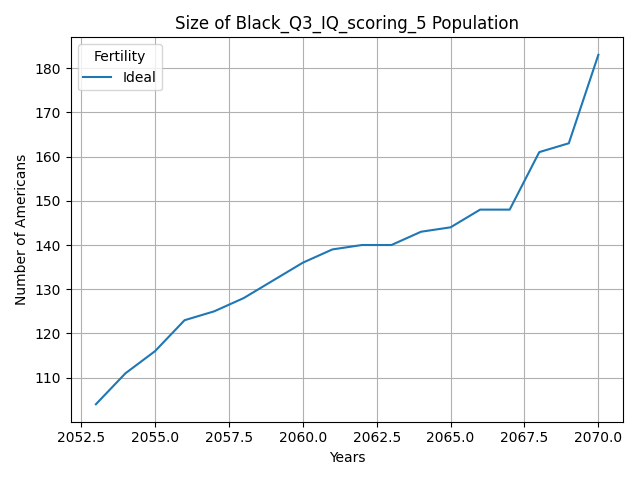 Size of Black_Q3_IQ_scoring_5 Population
Fertility
Ideal
Number of Americans
180
170
160
150
140
130
120
110
2052.5 2055.0 2057.5 2060.0 2062.5 2065.0 2067.5 2070.0
Years